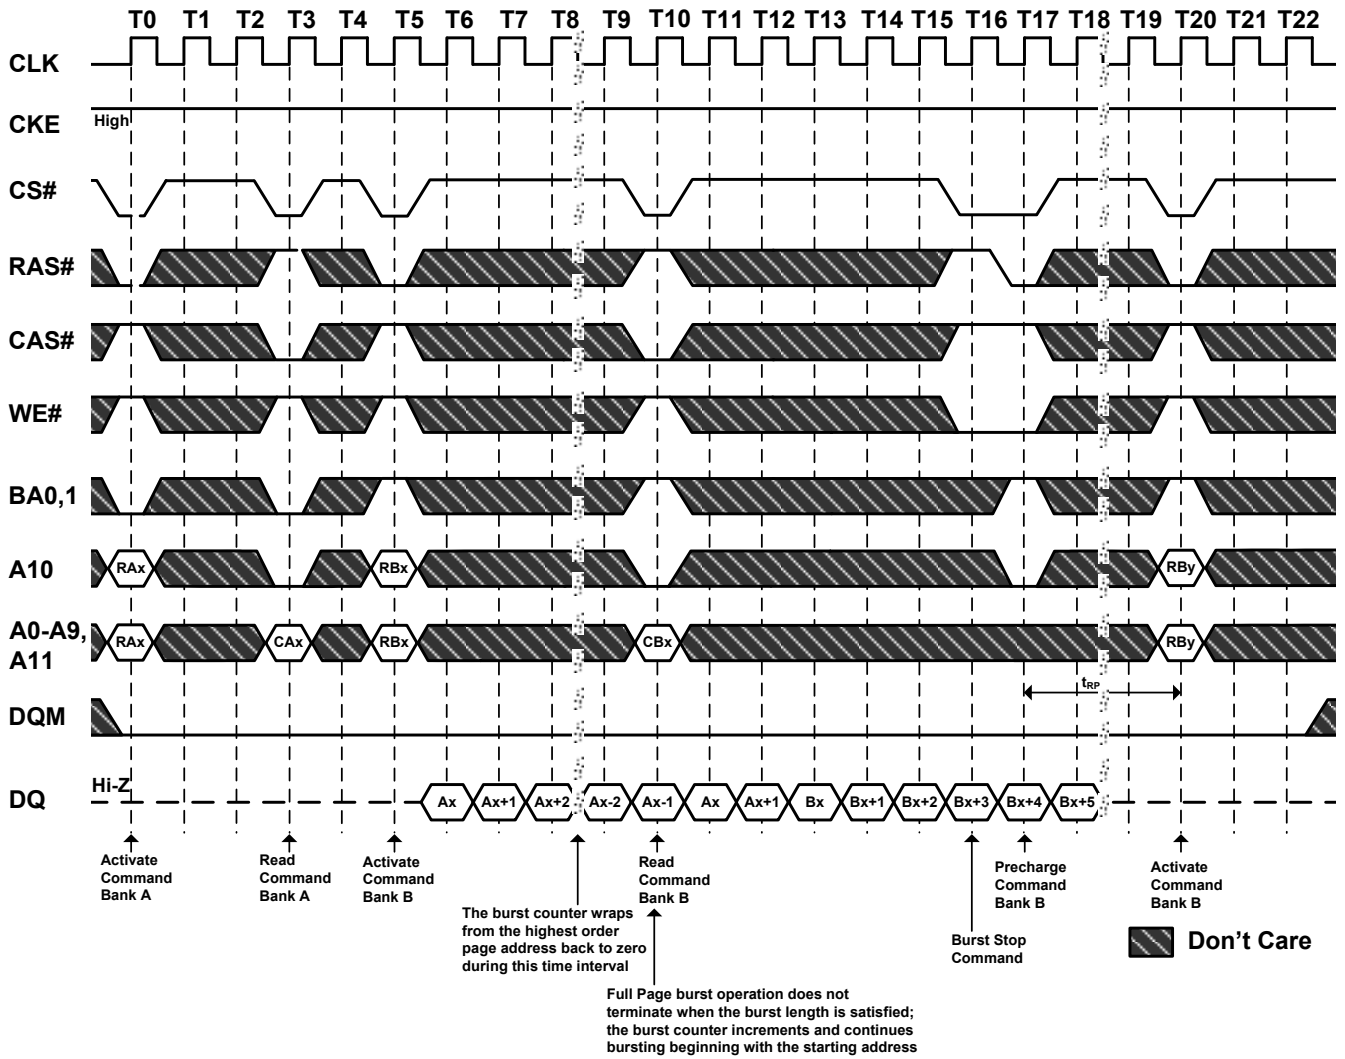 T0 T1 T2 T3 T4 T5 T6 T7 T8 T9 T10 T11 T12 T13 T14 T15 T16 T17 T18 T19 T20 T21 T22
CLK
CKE High
CS#
RAS#
CAS#
WE#
BA0,1
A10 RAx RBx RBy
A0-A9, A11 RAx CAx RBx CBx RBy
tRP
DQM
DQ Hi-Z Ax Ax+1 Ax+2 Ax-2 Ax-1 Ax Ax+1 Bx Bx+1 Bx+2 Bx+3 Bx+4 Bx+5
Activate
Command
Bank A
Read
Command
Bank A
Activate
Command
Bank B
The burst counter wraps
from the highest order
page address back to zero
during this time interval
Read
Command
Bank B
Full Page burst operation does not
terminate when the burst length is satisfied;
the burst counter increments and continues
bursting beginning with the starting address
Burst Stop
Command
Precharge
Command
Bank B
Activate
Command
Bank B
Don't Care